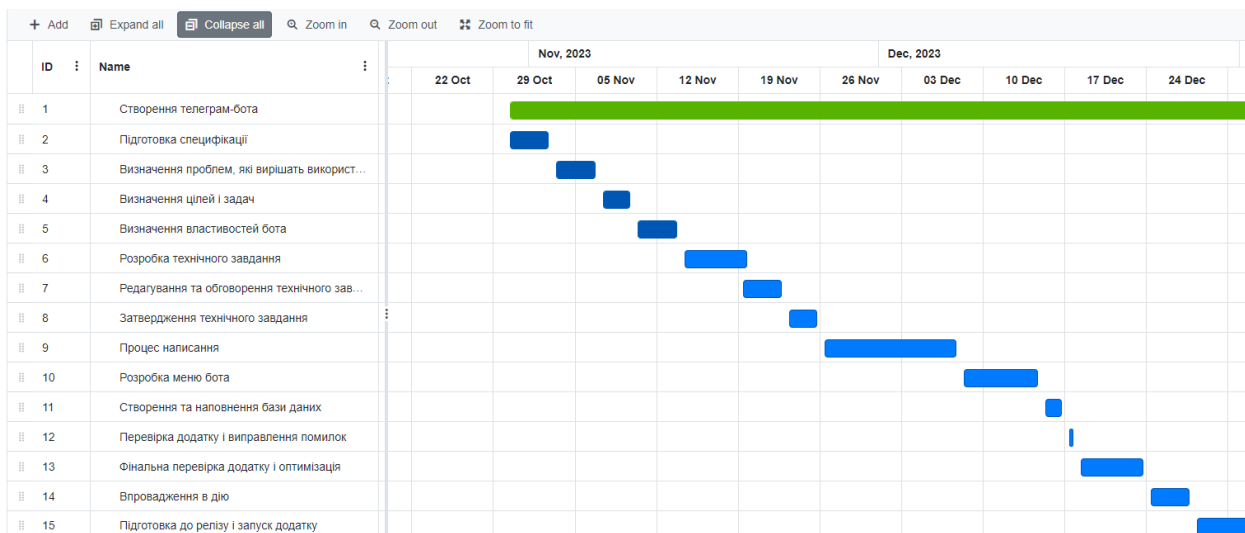 + Add Expand all Collapse all Zoom in Zoom out Zoom to fit
ID Name Nov, 2023 Dec, 2023
22 Oct 29 Oct 05 Nov 12 Nov 19 Nov 26 Nov 03 Dec 10 Dec 17 Dec 24 Dec
1 Створення телеграм-бота
2 Підготовка специфікації
3 Визначення проблем, які вирішать використ...
4 Визначення цілей і задач
5 Визначення властивостей бота
6 Розробка технічного завдання
7 Редагування та обговорення технічного зав...
8 Затвердження технічного завдання
9 Процес написання
10 Розробка меню бота
11 Створення та наповнення бази даних
12 Перевірка додатку і виправлення помилок
13 Фінальна перевірка додатку і оптимізація
14 Впровадження в дію
15 Підготовка до релізу і запуск додатку